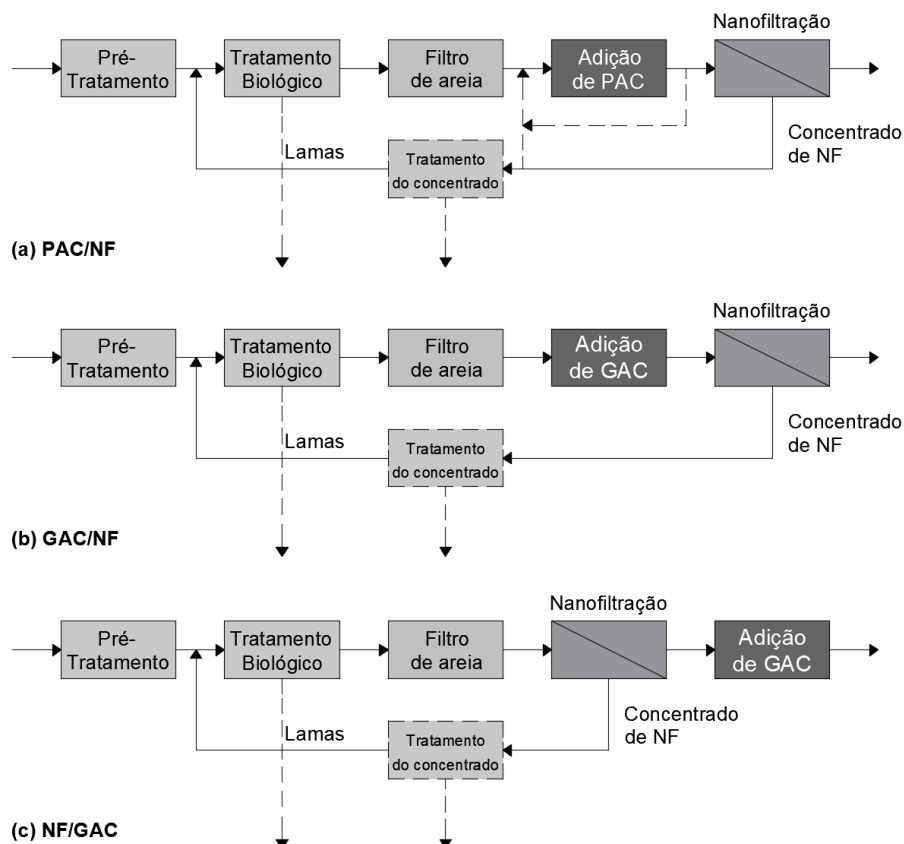 Nanofiltração
Pré-
Tratamento
Tratamento
Biológico
Filtro
de areia
Adição
de PAC
Concentrado
de NF
Lamas
Tratamento
do concentrado
(a) PAC/NF
Nanofiltração
Pré-
Tratamento
Tratamento
Biológico
Filtro
de areia
Adição
de GAC
Concentrado
de NF
Lamas
Tratamento
do concentrado
(b) GAC/NF
Nanofiltração
Pré-
Tratamento
Tratamento
Biológico
Filtro
de areia
Adição
de GAC
Concentrado
de NF
Lamas
Tratamento
do concentrado
(c) NF/GAC